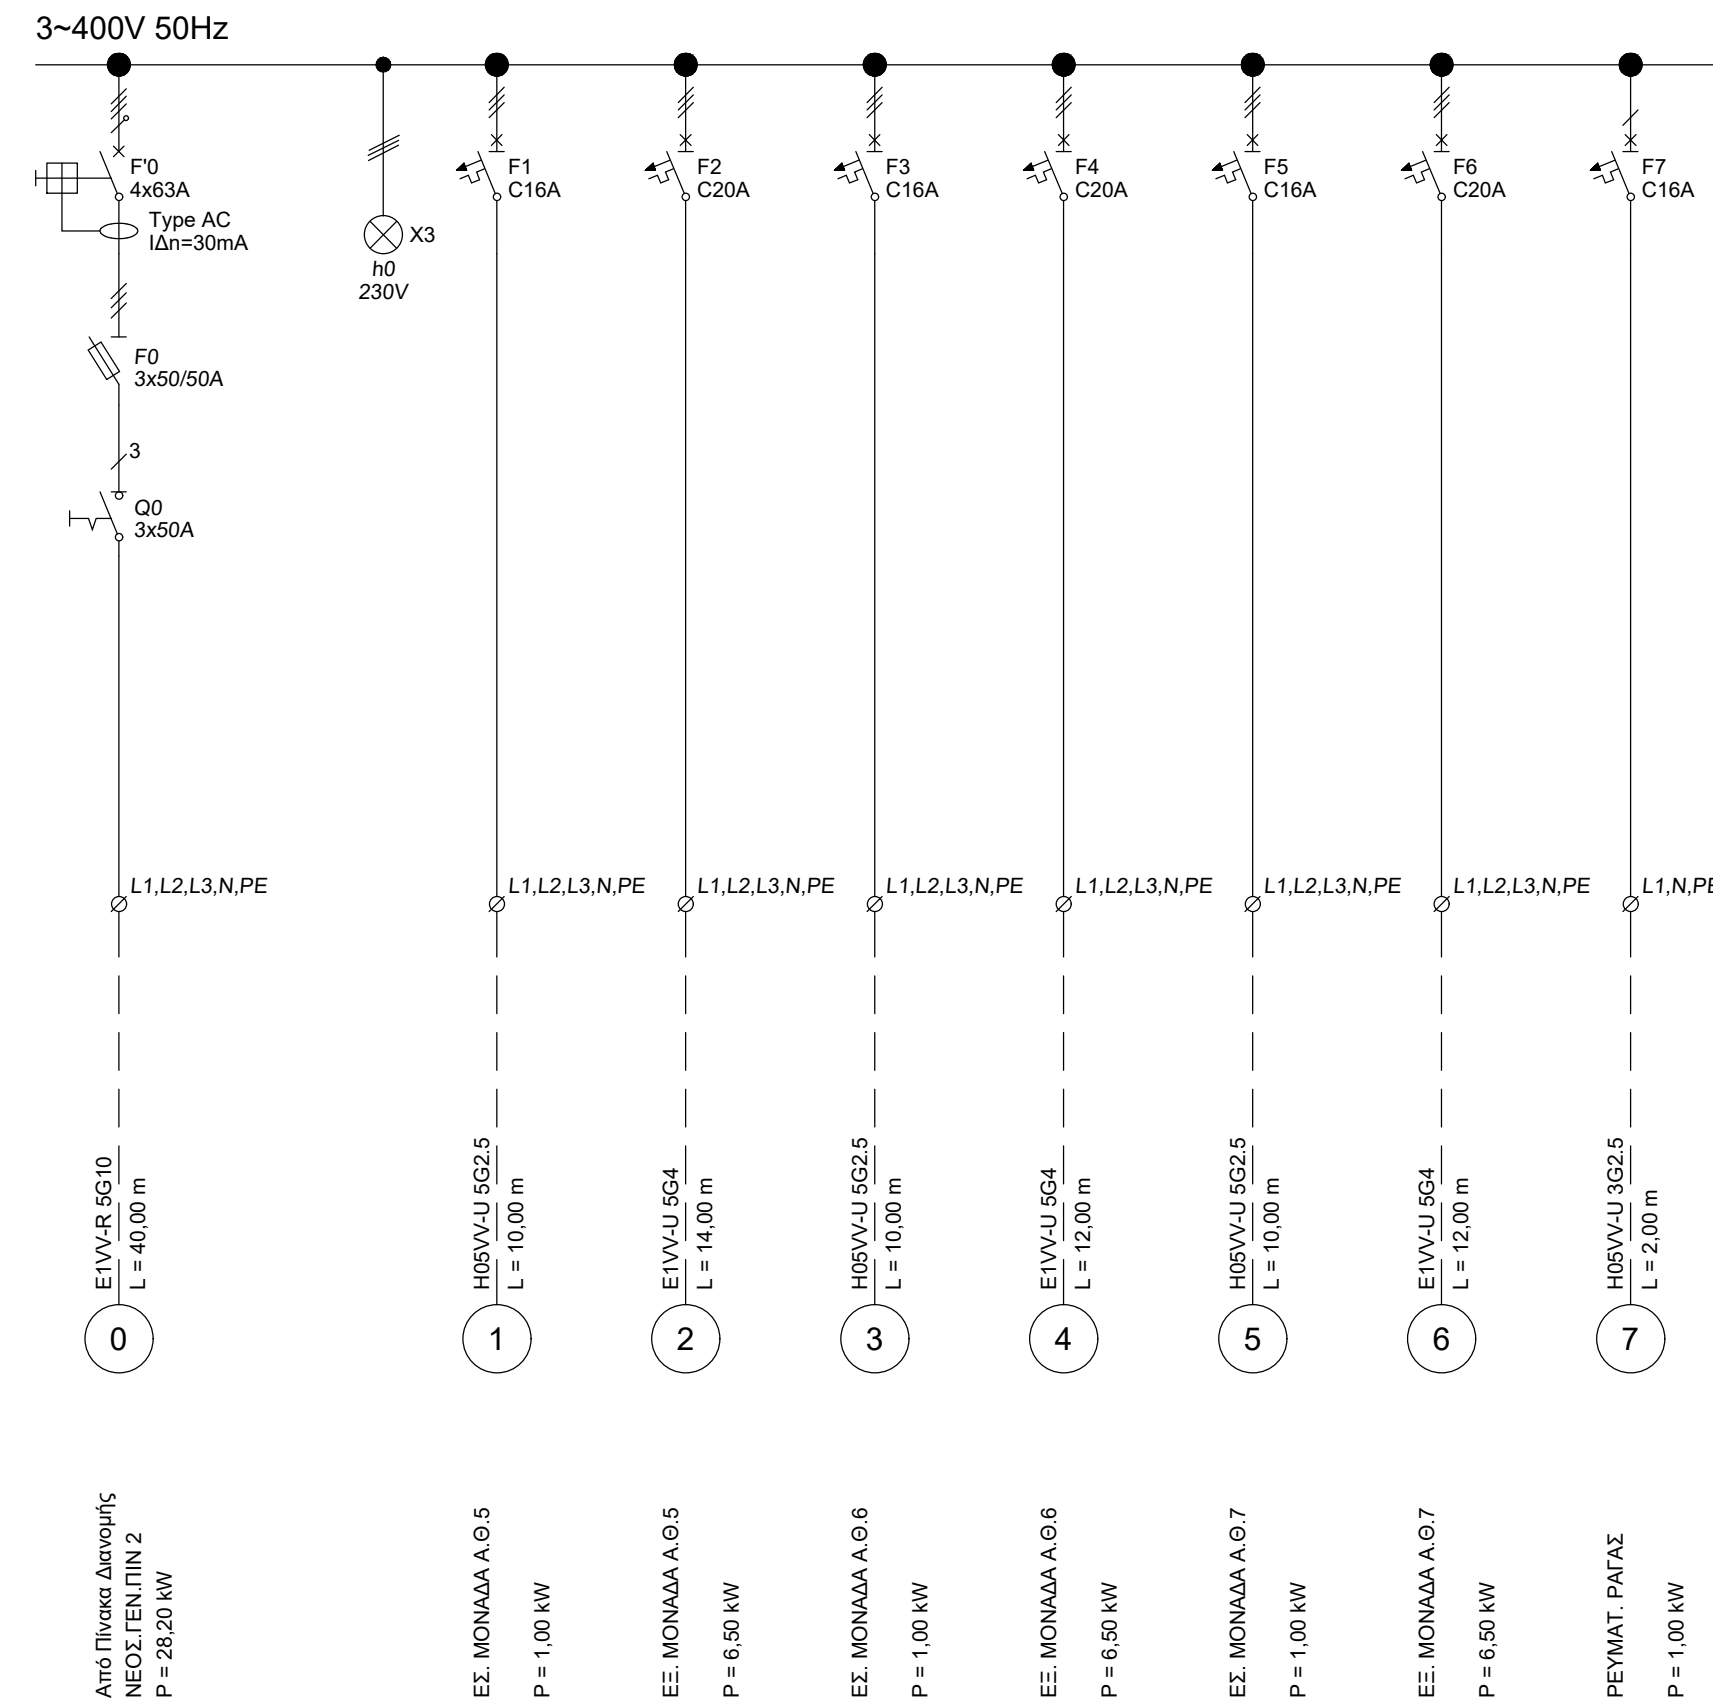 3~400V 50Hz
F'0
4x63A
Type AC
IΔn=30mA
F0
3x50/50A
3
Q0
3x50A
X3
h0
230V
F1
C16A
F2
C20A
F3
C16A
F4
C20A
F5
C16A
F6
C20A
F7
C16A
L1,L2,L3,N,PE
L1,L2,L3,N,PE
L1,L2,L3,N,PE
L1,L2,L3,N,PE
L1,L2,L3,N,PE
L1,L2,L3,N,PE
L1,L2,L3,N,PE
L1,N,PE
E1VV-R 5G10
L = 40,00 m
H05VV-U 5G2.5
L = 10,00 m
E1VV-U 5G4
L = 14,00 m
H05VV-U 5G2.5
L = 10,00 m
E1VV-U 5G4
L = 12,00 m
H05VV-U 5G2.5
L = 10,00 m
E1VV-U 5G4
L = 12,00 m
H05VV-U 3G2.5
L = 2,00 m
0
1
2
3
4
5
6
7
Από Πίνακα Διανομής
ΝΕΟΣ.ΓΕΝ.ΠΙΝ 2
P = 28,20 kW
ΕΣ. ΜΟΝΑΔΑ Α.Θ.5
P = 1,00 kW
ΕΞ. ΜΟΝΑΔΑ Α.Θ.5
P = 6,50 kW
ΕΣ. ΜΟΝΑΔΑ Α.Θ.6
P = 1,00 kW
ΕΞ. ΜΟΝΑΔΑ Α.Θ.6
P = 6,50 kW
ΕΣ. ΜΟΝΑΔΑ Α.Θ.7
P = 1,00 kW
ΕΞ. ΜΟΝΑΔΑ Α.Θ.7
P = 6,50 kW
ΡΕΥΜΑΤ. ΡΑΓΑΣ
P = 1,00 kW